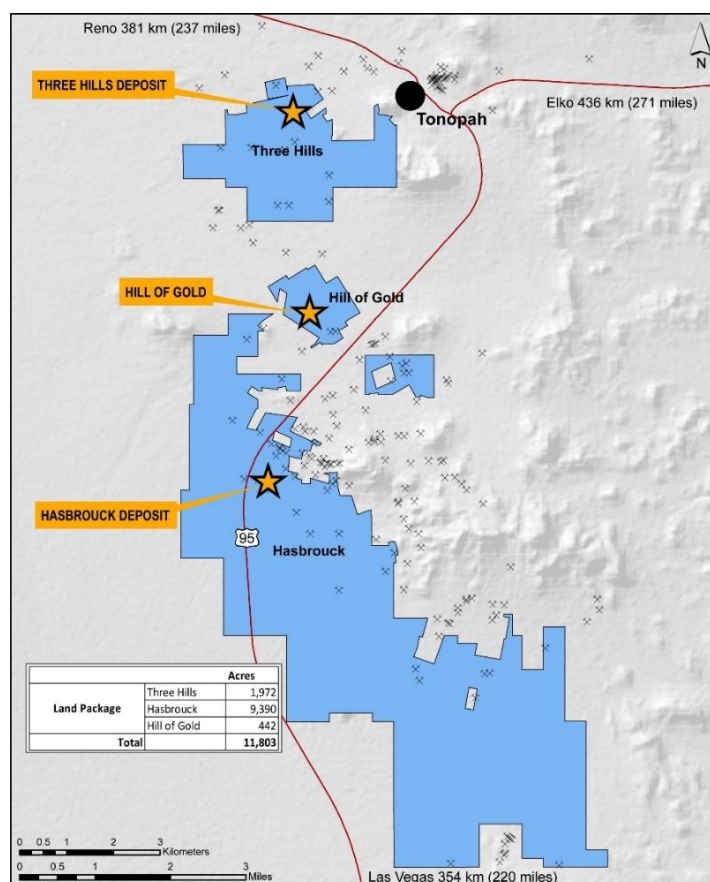 Reno 381 km (237 miles)
N
THREE HILLS DEPOSIT
Elko 436 km (271 miles)
Tonopah
Three Hills
HILL OF GOLD
Hill of Gold
HASBROUCK DEPOSIT
95
Hasbrouck
Acres
Land Package
Three Hills 1,972
Hasbrouck 9,390
Hill of Gold 442
Total 11,803
0 0.5 1 2 3
Kilometers
0 0.5 1 2 3
Miles
Las Vegas 354 km (220 miles)